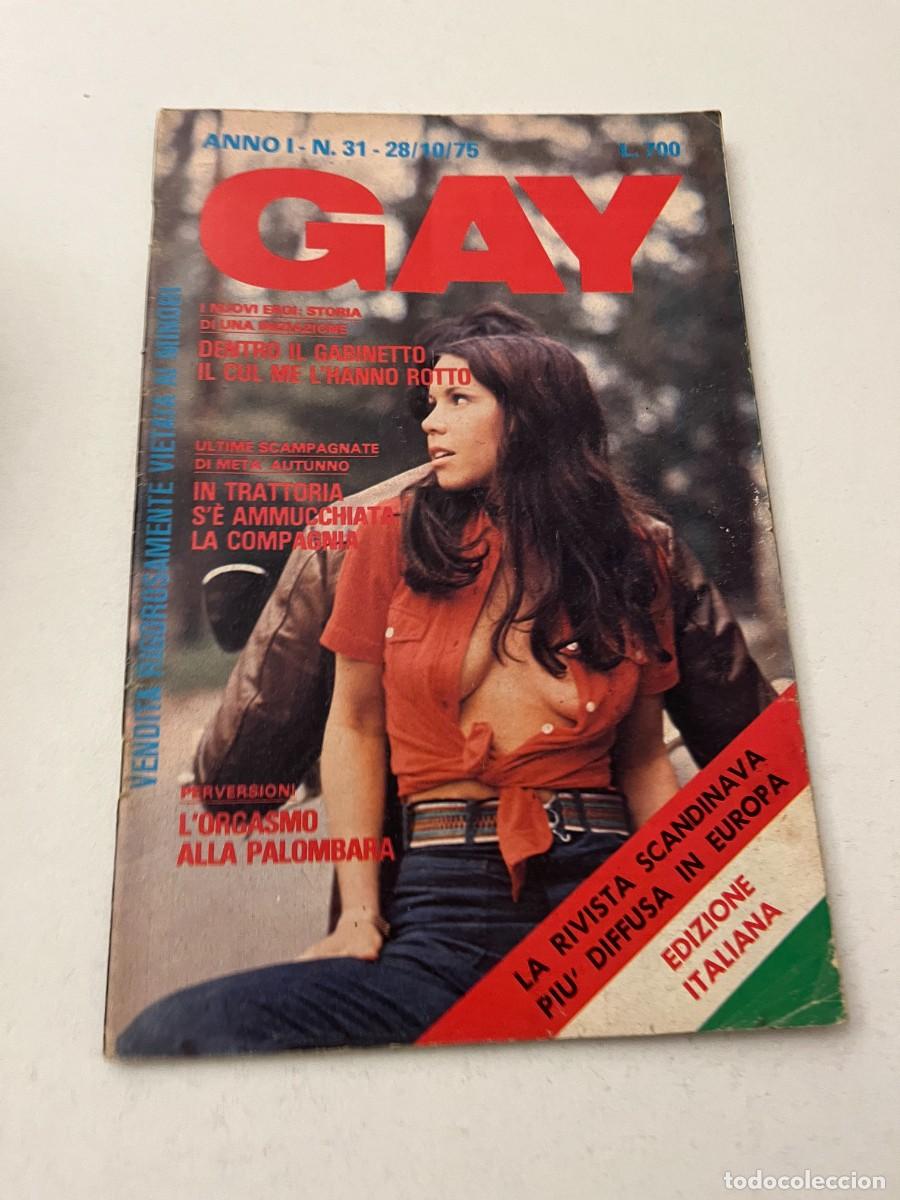 ANNO I - N. 31 - 28/10/75
L. 700
GAY
I NUOVI EROI: STORIA
DI UNA INIZIAZIONE
DENTRO IL GABINETTO
IL CUL ME L'HANNO ROTTO
ULTIME SCAMPAGNATE
DI META' AUTUNNO
IN TRATTORIA
S'È AMMUCCHIATA
LA COMPAGNIA
PERVERSIONI
L'ORGASMO
ALLA PALOMBARA
VENDITA RIGOROSAMENTE VIETATA AI MINORI
LA RIVISTA SCANDINAVA
PIU' DIFFUSA IN EUROPA
EDIZIONE
ITALIANA
todocoleccion